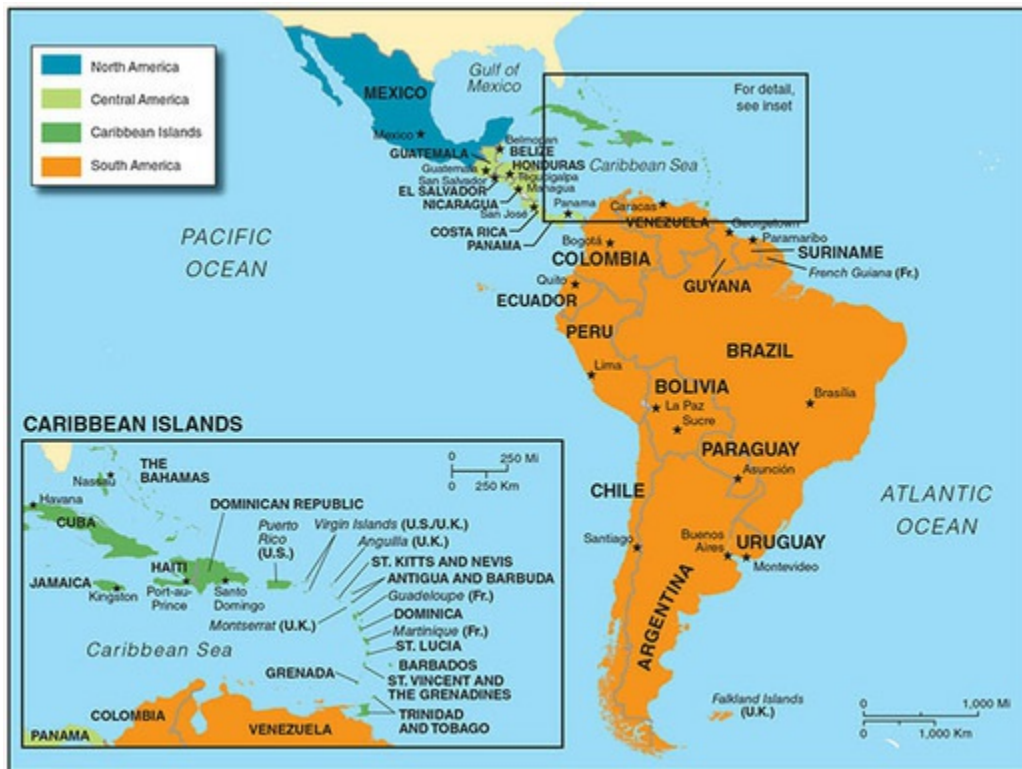 North America
Central America
Caribbean Islands
South America
Gulf of
Mexico
For detail,
see inset
MEXICO
Mexico
Belmopan
BELIZE
GUATEMALA
HONDURAS
Guatemala
Tegucigalpa
San Salvador
EL SALVADOR
Managua
NICARAGUA
San José
COSTA RICA
Panama
PANAMA
Caribbean Sea
Caracas
VENEZUELA
Georgetown
Paramaribo
SURINAME
French Guiana (Fr.)
GUYANA
Bogotá
COLOMBIA
Quito
ECUADOR
PERU
Lima
BRAZIL
Brasília
BOLIVIA
La Paz
Sucre
PARAGUAY
Asunción
CHILE
Santiago
Buenos
Aires
URUGUAY
Montevideo
ARGENTINA
PACIFIC
OCEAN
ATLANTIC
OCEAN
Falkland Islands
(U.K.)
0 1,000 Mi
0 1,000 Km
CARIBBEAN ISLANDS
0 250 Mi
0 250 Km
THE
BAHAMAS
Nassau
Havana
CUBA
DOMINICAN REPUBLIC
Puerto
Rico
(U.S.)
Virgin Islands (U.S./U.K.)
Anguilla (U.K.)
ST. KITTS AND NEVIS
ANTIGUA AND BARBUDA
Guadeloupe (Fr.)
Montserrat (U.K.)
DOMINICA
Martinique (Fr.)
ST. LUCIA
BARBADOS
ST. VINCENT AND
THE GRENADINES
GRENADA
TRINIDAD
AND TOBAGO
HAITI
JAMAICA
Kingston
Port-au-
Prince
Santo
Domingo
Caribbean Sea
COLOMBIA
VENEZUELA
PANAMA